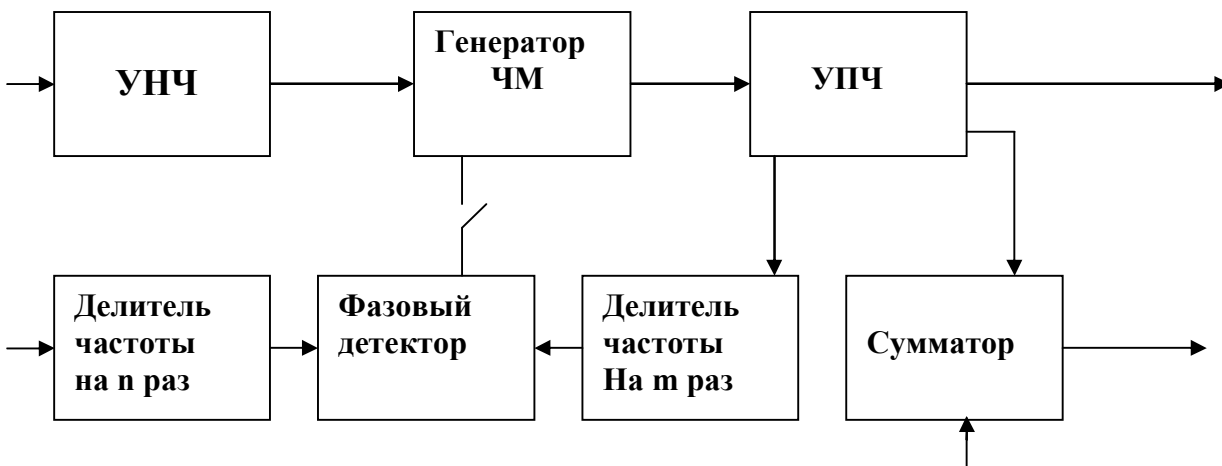 УНЧ
Генератор
ЧМ
УПЧ
Делитель
частоты
на n раз
Фазовый
детектор
Делитель
частоты
На m раз
Сумматор